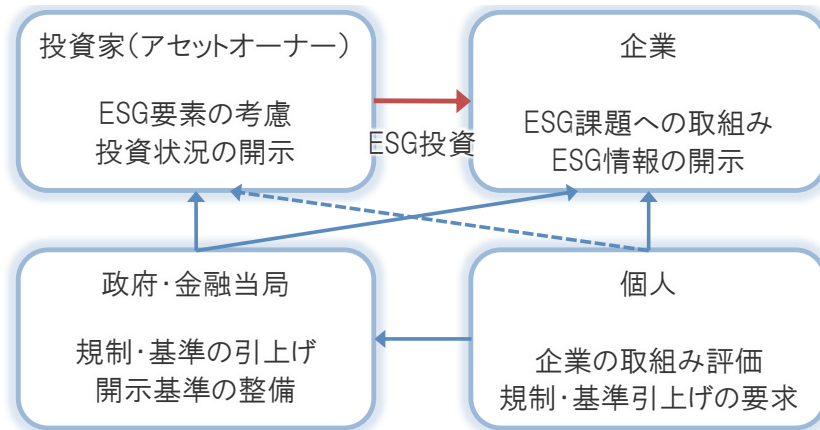 投資家（アセットオーナー）
ESG要素の考慮
投資状況の開示
ESG投資
企業
ESG課題への取組み
ESG情報の開示
政府・金融当局
規制・基準の引上げ
開示基準の整備
個人
企業の取組み評価
規制・基準引上げの要求